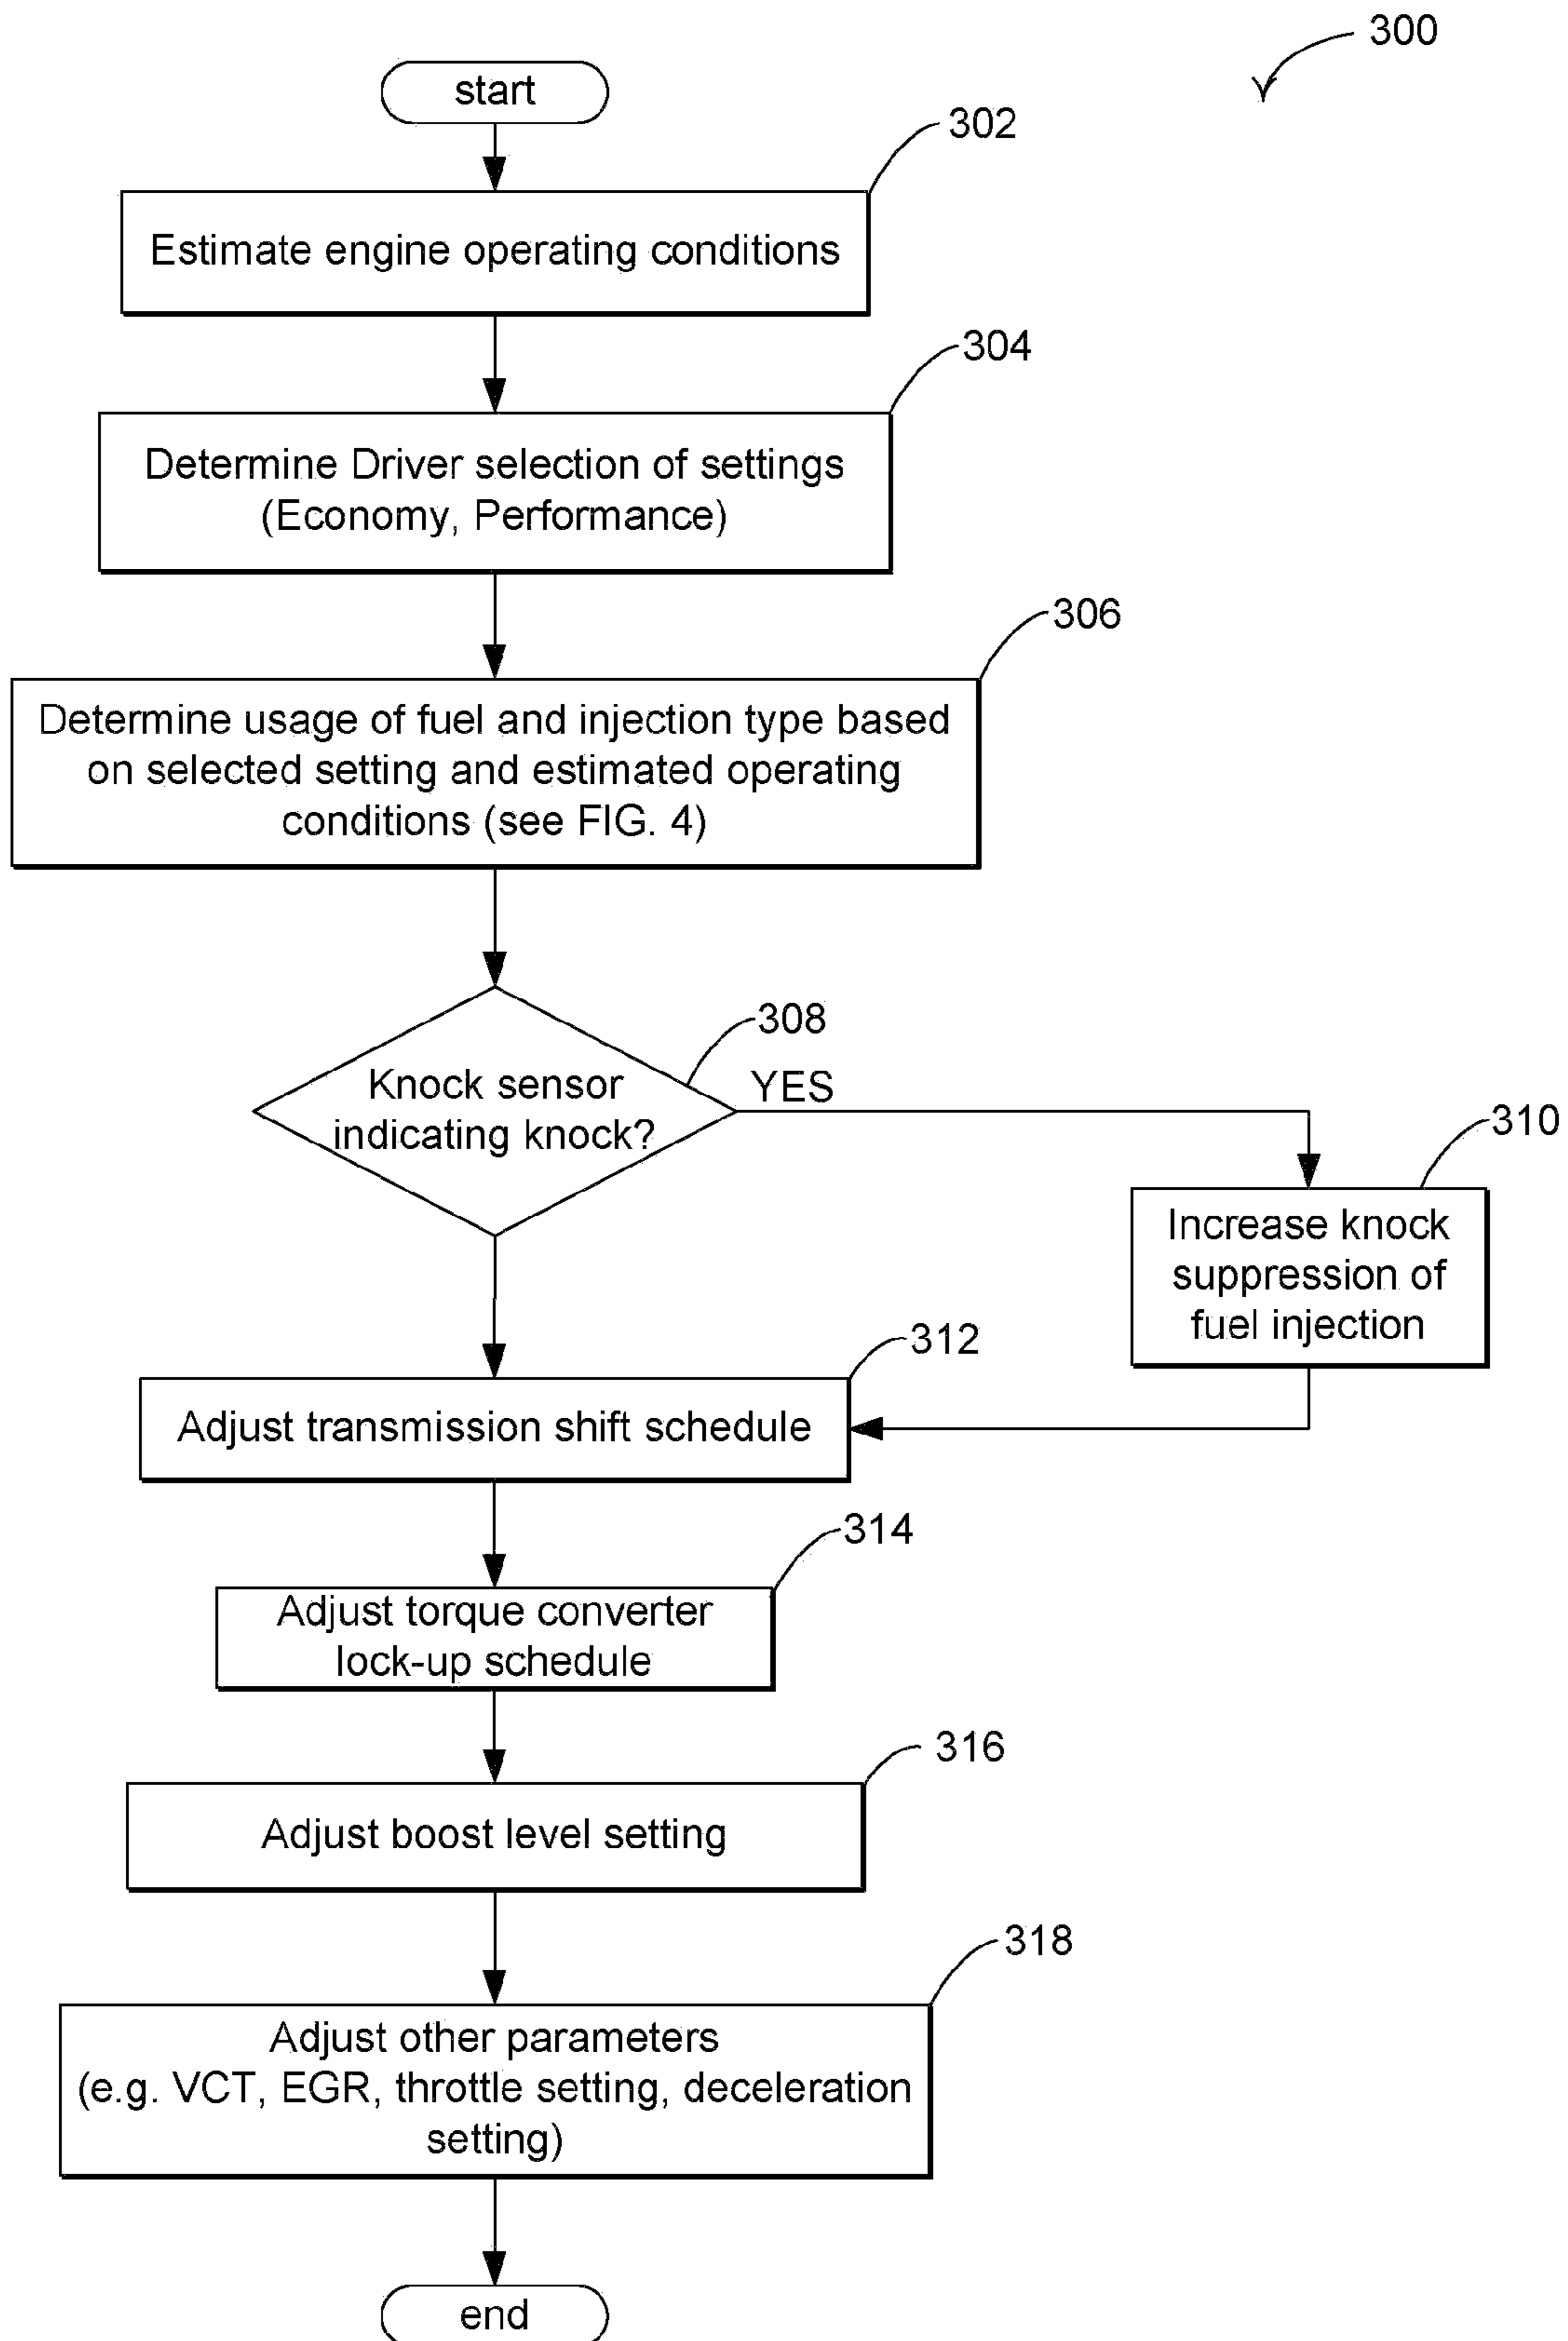 300
start
302
Estimate engine operating conditions
304
Determine Driver selection of settings
(Economy, Performance)
306
Determine usage of fuel and injection type based
on selected setting and estimated operating
conditions (see FIG. 4)
308
Knock sensor
indicating knock?
YES
310
Increase knock
suppression of
fuel injection
312
Adjust transmission shift schedule
314
Adjust torque converter
lock-up schedule
316
Adjust boost level setting
318
Adjust other parameters
(e.g. VCT, EGR, throttle setting, deceleration
setting)
end